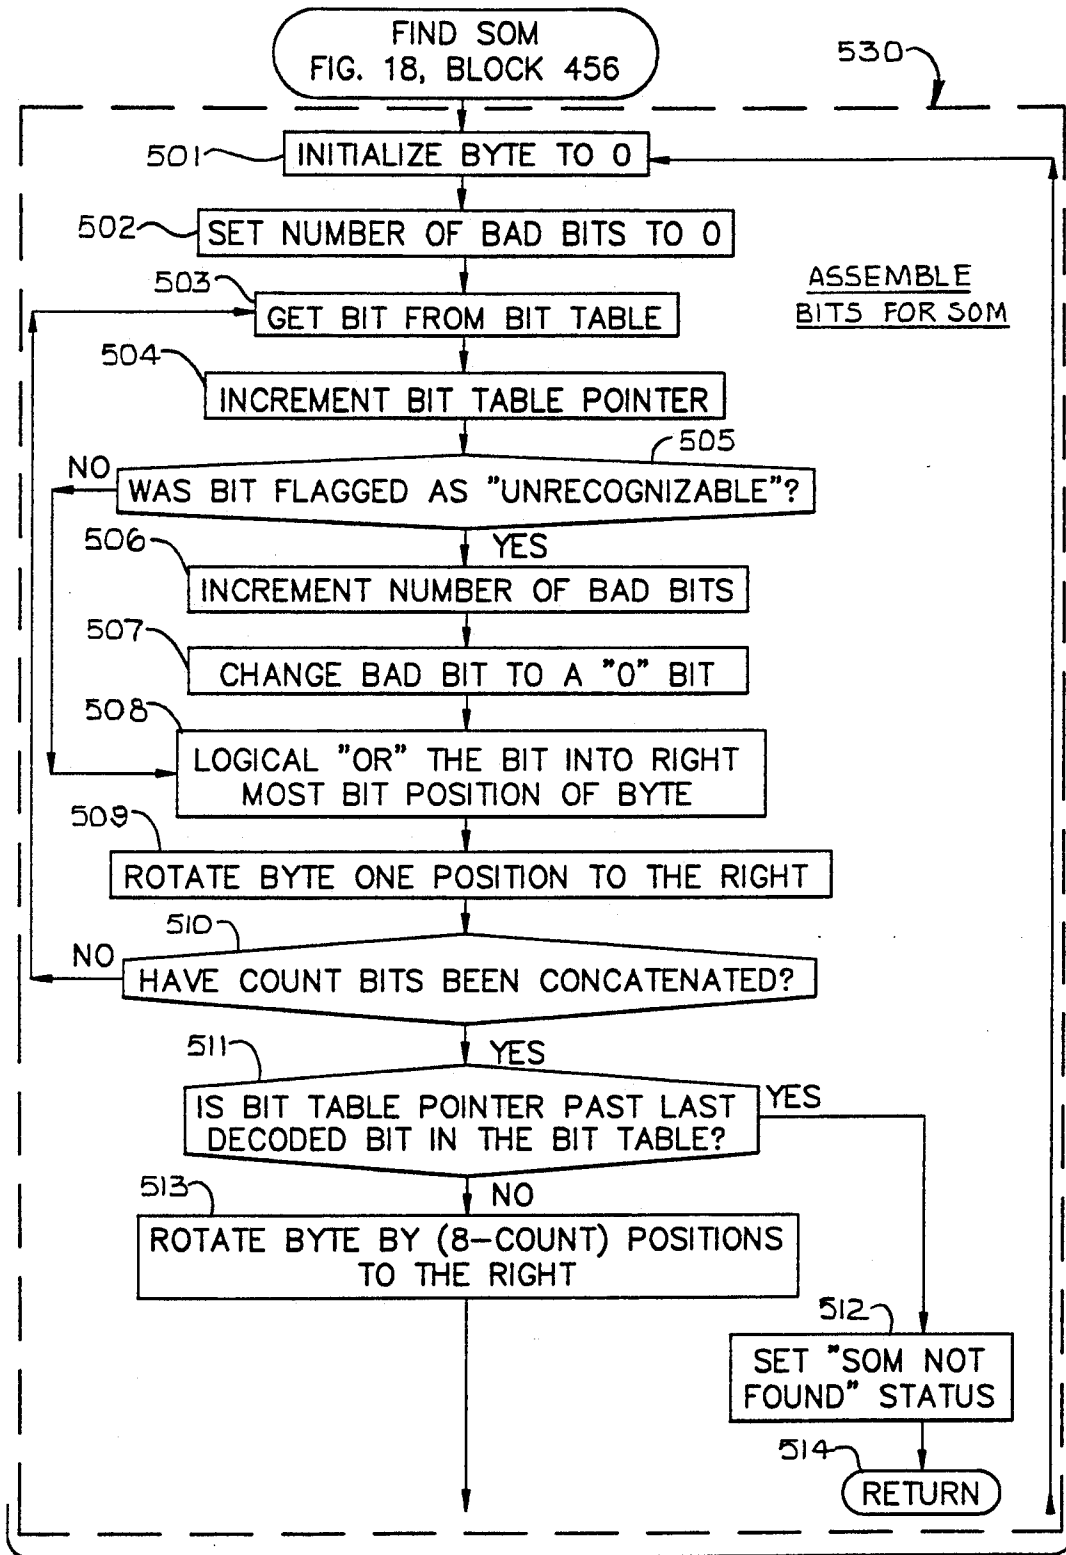 FIND SOM
FIG. 18, BLOCK 456
530
501
INITIALIZE BYTE TO 0
502
SET NUMBER OF BAD BITS TO 0
ASSEMBLE
BITS FOR SOM
503
GET BIT FROM BIT TABLE
504
INCREMENT BIT TABLE POINTER
505
NO
WAS BIT FLAGGED AS "UNRECOGNIZABLE"?
YES
506
INCREMENT NUMBER OF BAD BITS
507
CHANGE BAD BIT TO A "0" BIT
508
LOGICAL "OR" THE BIT INTO RIGHT
MOST BIT POSITION OF BYTE
509
ROTATE BYTE ONE POSITION TO THE RIGHT
510
NO
HAVE COUNT BITS BEEN CONCATENATED?
YES
511
IS BIT TABLE POINTER PAST LAST
DECODED BIT IN THE BIT TABLE?
YES
NO
513
ROTATE BYTE BY (8-COUNT) POSITIONS
TO THE RIGHT
512
SET "SOM NOT
FOUND" STATUS
514
RETURN